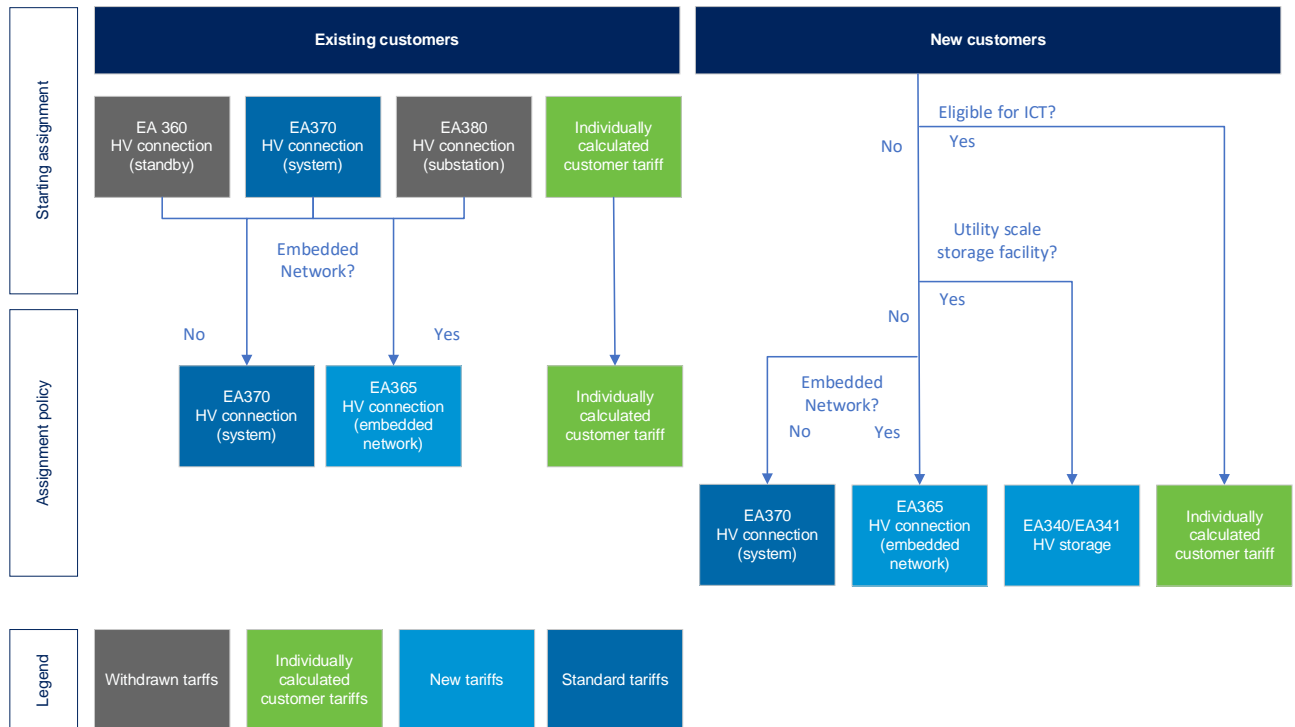 Existing customers
New customers
Starting assignment
EA 360
HV connection
(standby)
EA370
HV connection
(system)
EA380
HV connection
(substation)
Individually
calculated
customer tariff
Eligible for ICT?
No
Yes
Embedded
Network?
Utility scale
storage facility?
No
Yes
Yes
No
Assignment policy
EA370
HV connection
(system)
EA365
HV connection
(embedded
network)
Individually
calculated
customer tariff
Embedded
Network?
No
Yes
EA370
HV connection
(system)
EA365
HV connection
(embedded
network)
EA340/EA341
HV storage
Individually
calculated
customer tariff
Legend
Withdrawn tarffs
Individually
calculated
customer tariffs
New tariffs
Standard tariffs